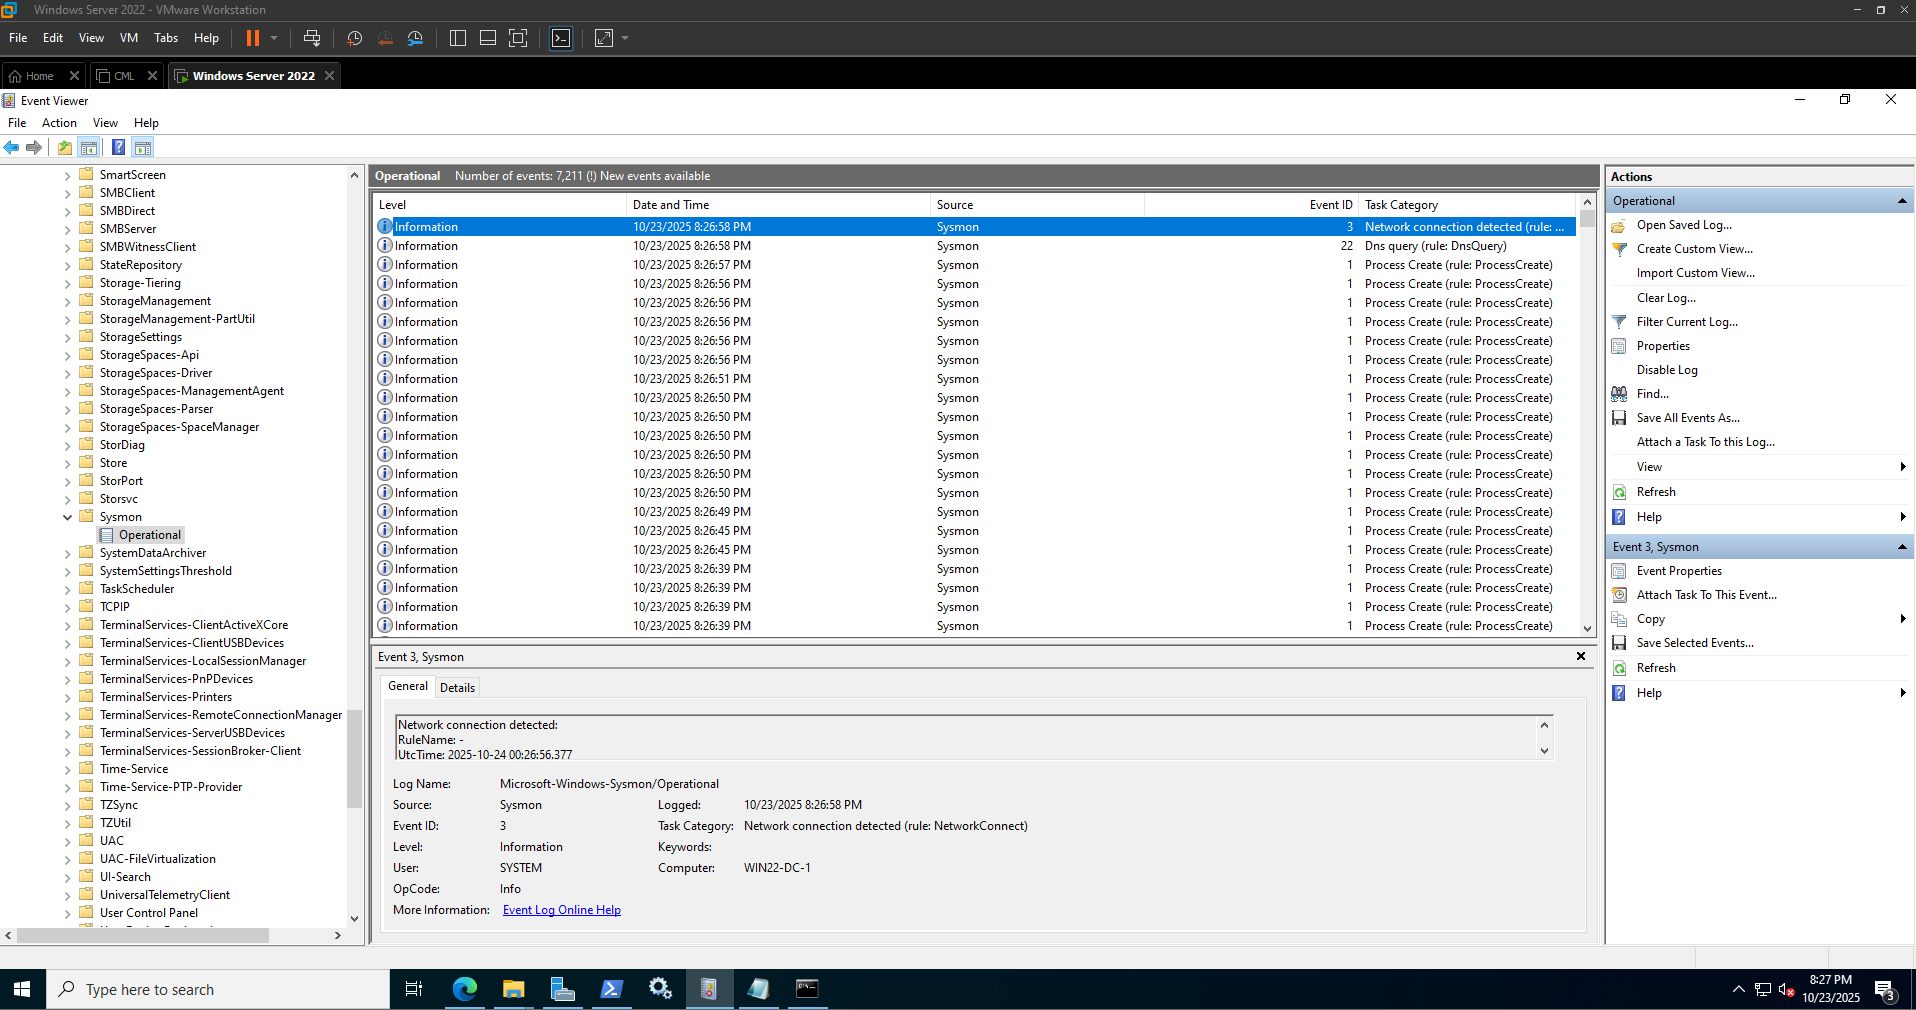 Windows Server 2022 - VMware Workstation
File Edit View VM Tabs Help
Home CML Windows Server 2022
Event Viewer
File Action View Help
SmartScreen
SMBClient
SMBDirect
SMBServer
SMBWitnessClient
StateRepository
Storage-Tiering
StorageManagement
StorageManagement-PartUtil
StorageSettings
StorageSpaces-Api
StorageSpaces-Driver
StorageSpaces-ManagementAgent
StorageSpaces-Parser
StorageSpaces-SpaceManager
StorDiag
Store
StorPort
Storsvc
Sysmon
Operational
SystemDataArchiver
SystemSettingsThreshold
TaskScheduler
TCPIP
TerminalServices-ClientActiveXCore
TerminalServices-ClientUSBDevices
TerminalServices-LocalSessionManager
TerminalServices-PnPDevices
TerminalServices-Printers
TerminalServices-RemoteConnectionManager
TerminalServices-ServerUSBDevices
TerminalServices-SessionBroker-Client
Time-Service
Time-Service-PTP-Provider
TZSync
TZUtil
UAC
UAC-FileVirtualization
UI-Search
UniversalTelemetryClient
User Control Panel
Operational Number of events: 7,211 (!) New events available
Level Date and Time Source Event ID Task Category
Information 10/23/2025 8:26:58 PM Sysmon 3 Network connection detected (rule: ...
Information 10/23/2025 8:26:58 PM Sysmon 22 Dns query (rule: DnsQuery)
Information 10/23/2025 8:26:57 PM Sysmon 1 Process Create (rule: ProcessCreate)
Information 10/23/2025 8:26:56 PM Sysmon 1 Process Create (rule: ProcessCreate)
Information 10/23/2025 8:26:56 PM Sysmon 1 Process Create (rule: ProcessCreate)
Information 10/23/2025 8:26:56 PM Sysmon 1 Process Create (rule: ProcessCreate)
Information 10/23/2025 8:26:56 PM Sysmon 1 Process Create (rule: ProcessCreate)
Information 10/23/2025 8:26:56 PM Sysmon 1 Process Create (rule: ProcessCreate)
Information 10/23/2025 8:26:51 PM Sysmon 1 Process Create (rule: ProcessCreate)
Information 10/23/2025 8:26:50 PM Sysmon 1 Process Create (rule: ProcessCreate)
Information 10/23/2025 8:26:50 PM Sysmon 1 Process Create (rule: ProcessCreate)
Information 10/23/2025 8:26:50 PM Sysmon 1 Process Create (rule: ProcessCreate)
Information 10/23/2025 8:26:50 PM Sysmon 1 Process Create (rule: ProcessCreate)
Information 10/23/2025 8:26:50 PM Sysmon 1 Process Create (rule: ProcessCreate)
Information 10/23/2025 8:26:50 PM Sysmon 1 Process Create (rule: ProcessCreate)
Information 10/23/2025 8:26:49 PM Sysmon 1 Process Create (rule: ProcessCreate)
Information 10/23/2025 8:26:45 PM Sysmon 1 Process Create (rule: ProcessCreate)
Information 10/23/2025 8:26:45 PM Sysmon 1 Process Create (rule: ProcessCreate)
Information 10/23/2025 8:26:39 PM Sysmon 1 Process Create (rule: ProcessCreate)
Information 10/23/2025 8:26:39 PM Sysmon 1 Process Create (rule: ProcessCreate)
Information 10/23/2025 8:26:39 PM Sysmon 1 Process Create (rule: ProcessCreate)
Information 10/23/2025 8:26:39 PM Sysmon 1 Process Create (rule: ProcessCreate)
Event 3, Sysmon
General Details
Network connection detected:
RuleName: -
UtcTime: 2025-10-24 00:26:56.377
Log Name: Microsoft-Windows-Sysmon/Operational
Source: Sysmon Logged: 10/23/2025 8:26:58 PM
Event ID: 3 Task Category: Network connection detected (rule: NetworkConnect)
Level: Information Keywords:
User: SYSTEM Computer: WIN22-DC-1
OpCode: Info
More Information: Event Log Online Help
Actions
Operational
Open Saved Log...
Create Custom View...
Import Custom View...
Clear Log...
Filter Current Log...
Properties
Disable Log
Find...
Save All Events As...
Attach a Task To this Log...
View
Refresh
Help
Event 3, Sysmon
Event Properties
Attach Task To This Event...
Copy
Save Selected Events...
Refresh
Help
Type here to search
8:27 PM
10/23/2025
3